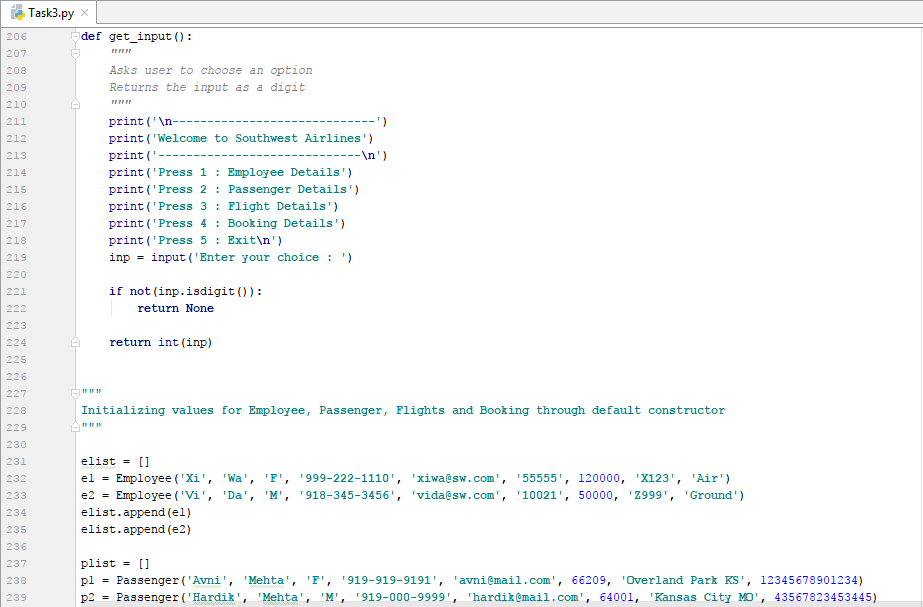 Task3.py
206 def get_input():
207     """
208     Asks user to choose an option
209     Returns the input as a digit
210     """
211     print('\n-----------------------------')
212     print('Welcome to Southwest Airlines')
213     print('-----------------------------\n')
214     print('Press 1 : Employee Details')
215     print('Press 2 : Passenger Details')
216     print('Press 3 : Flight Details')
217     print('Press 4 : Booking Details')
218     print('Press 5 : Exit\n')
219     inp = input('Enter your choice : ')
220
221     if not(inp.isdigit()):
222         return None
223
224     return int(inp)
225
226
227 """
228 Initializing values for Employee, Passenger, Flights and Booking through default constructor
229 """
230
231 elist = []
232 e1 = Employee('Xi', 'Wa', 'F', '999-222-1110', 'xiwa@sw.com', '55555', 120000, 'X123', 'Air')
233 e2 = Employee('Vi', 'Da', 'M', '918-345-3456', 'vida@sw.com', '10021', 50000, 'Z999', 'Ground')
234 elist.append(e1)
235 elist.append(e2)
236
237 plist = []
238 p1 = Passenger('Avni', 'Mehta', 'F', '919-919-9191', 'avni@mail.com', 66209, 'Overland Park KS', 12345678901234)
239 p2 = Passenger('Hardik', 'Mehta', 'M', '919-000-9999', 'hardik@mail.com', 64001, 'Kansas City MO', 43567823453445)